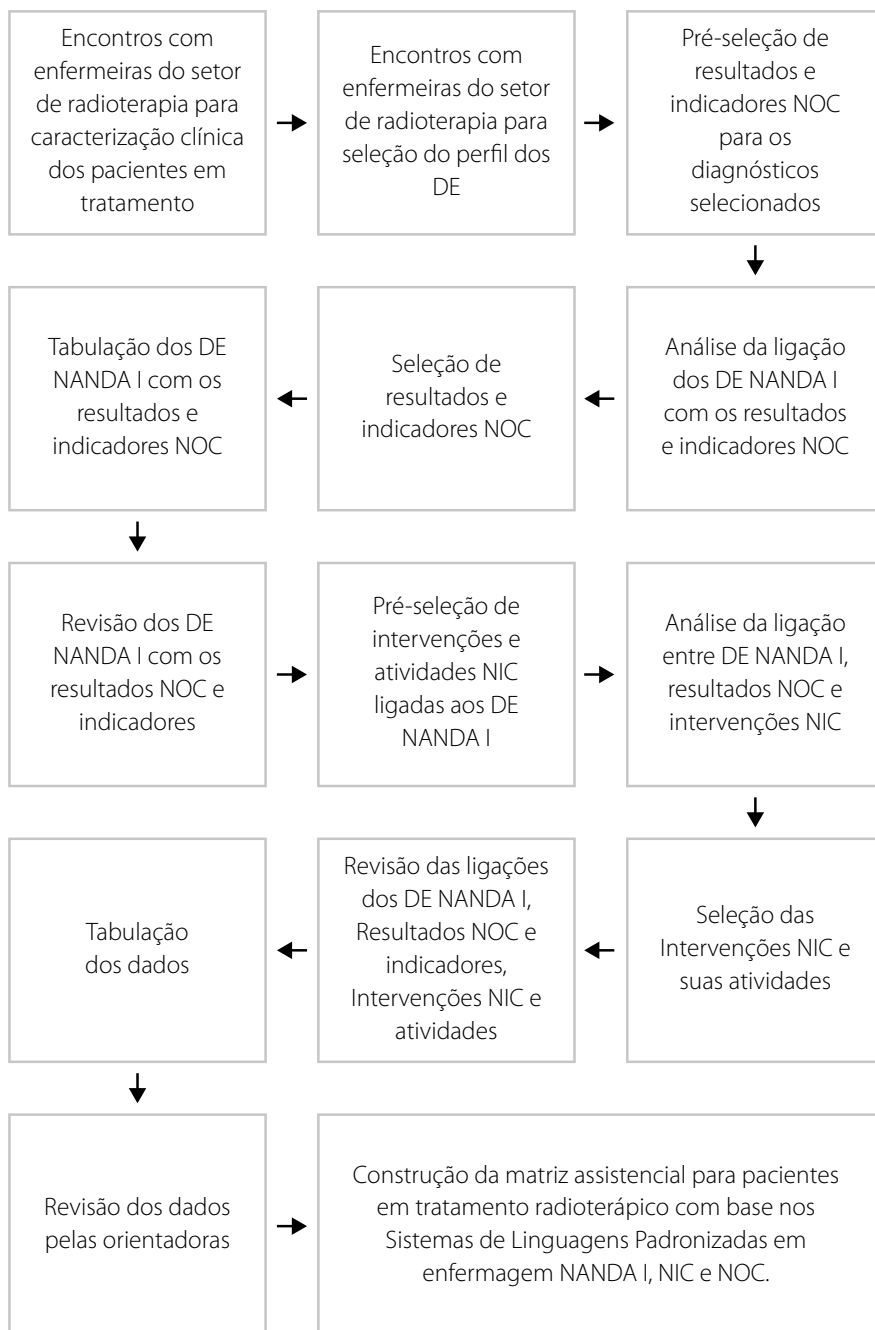 Encontros com
enfermeiras do setor
de radioterapia para
caracterização clínica
dos pacientes em
tratamento
Encontros com
enfermeiras do setor
de radioterapia para
seleção do perfil dos
DE
Pré-seleção de
resultados e
indicadores NOC
para os
diagnósticos
selecionados
Análise da ligação
dos DE NANDA I
com os resultados
e indicadores NOC
Seleção de
resultados e
indicadores NOC
Tabulação dos DE
NANDA I com os
resultados e
indicadores NOC
Revisão dos DE
NANDA I com os
resultados NOC e
indicadores
Pré-seleção de
intervenções e
atividades NIC
ligadas aos DE
NANDA I
Análise da ligação
entre DE NANDA I,
resultados NOC e
intervenções NIC
Seleção das
Intervenções NIC e
suas atividades
Revisão das ligações
dos DE NANDA I,
Resultados NOC e
indicadores,
Intervenções NIC e
atividades
Tabulação
dos dados
Revisão dos dados
pelas orientadoras
Construção da matriz assistencial para pacientes
em tratamento radioterápico com base nos
Sistemas de Linguagens Padronizadas em
enfermagem NANDA I, NIC e NOC.